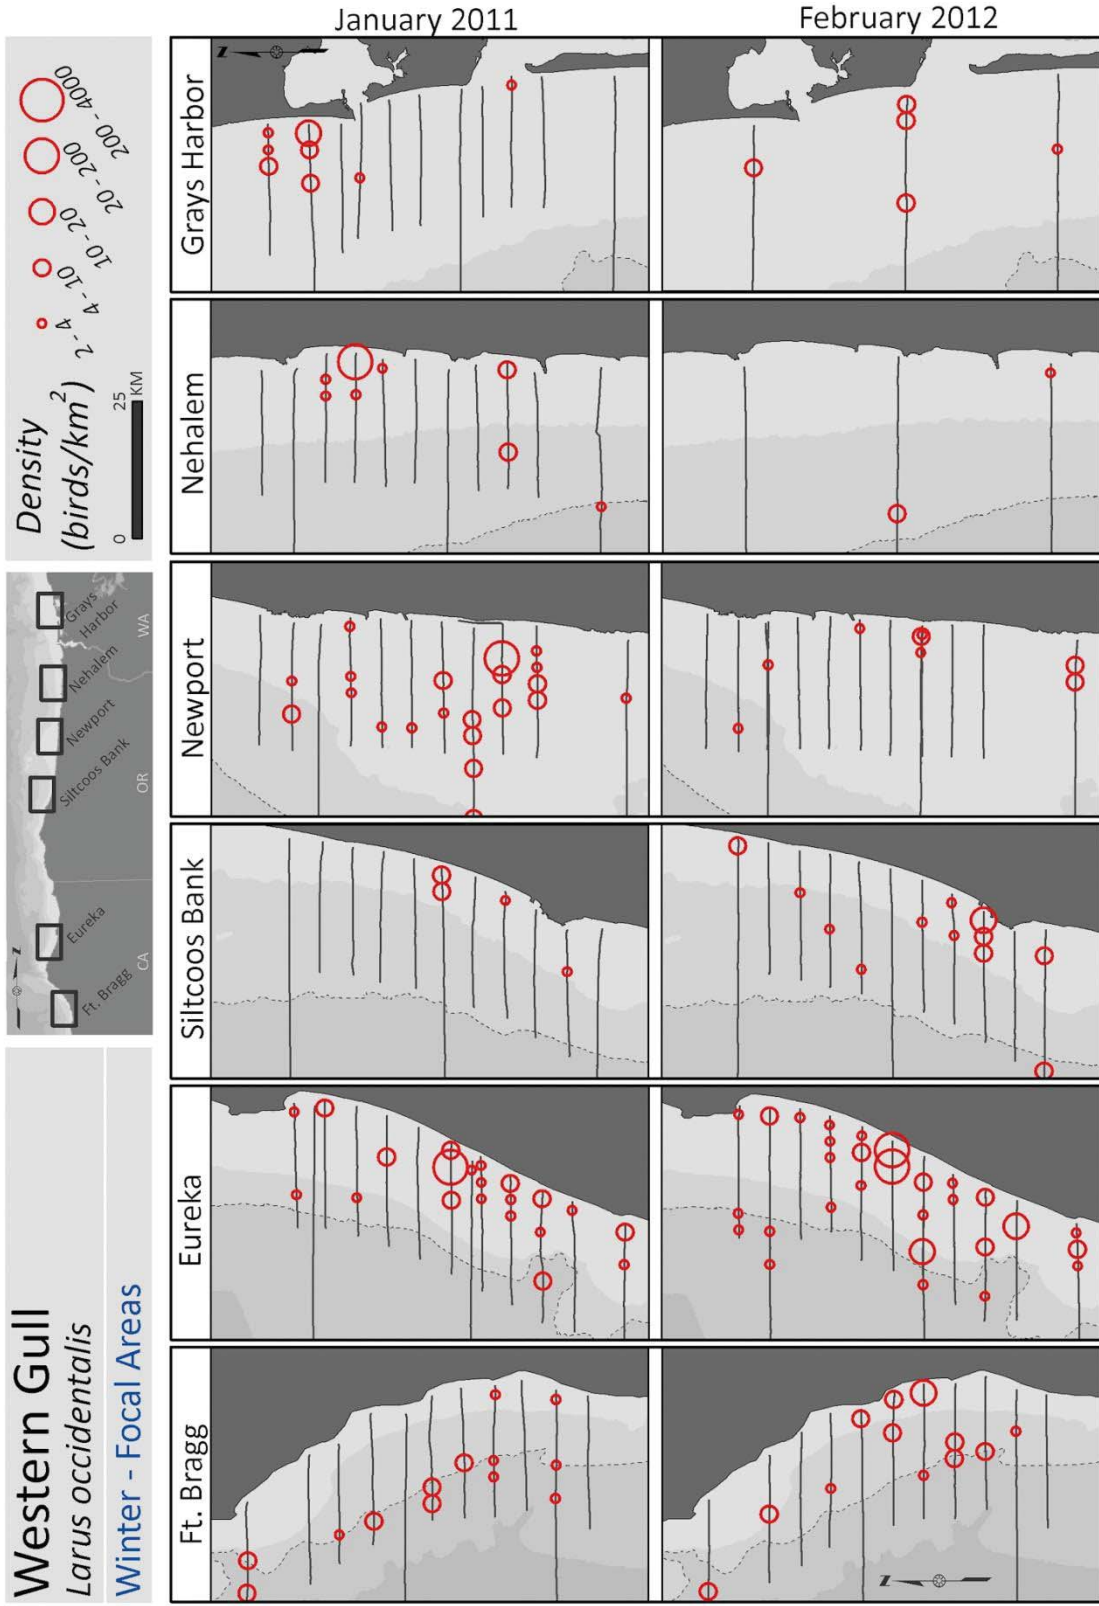 Western Gull
Larus occidentalis
Winter - Focal Areas
Z
Ft. Bragg
Eureka
Siltcoos Bank
Newport
Nehalem
Grays
Harbor
CA
OR
WA
Density
(birds/km²)
2 - 4
4 - 10
10 - 20
20 - 200
200 - 4000
0
25
KM
January 2011
February 2012
Grays Harbor
Z
Nehalem
Newport
Siltcoos Bank
Eureka
Ft. Bragg
Z